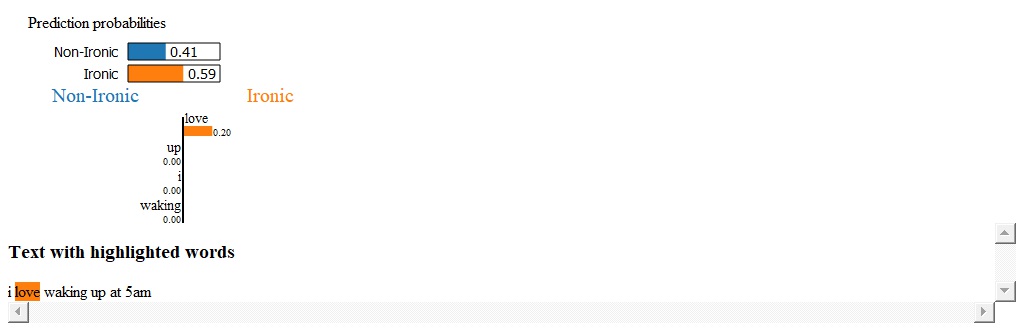 Prediction probabilities
Non-Ironic 0.41
Ironic 0.59
Non-Ironic Ironic
love
0.20
up
0.00
i
0.00
waking
0.00
Text with highlighted words
i love waking up at 5am